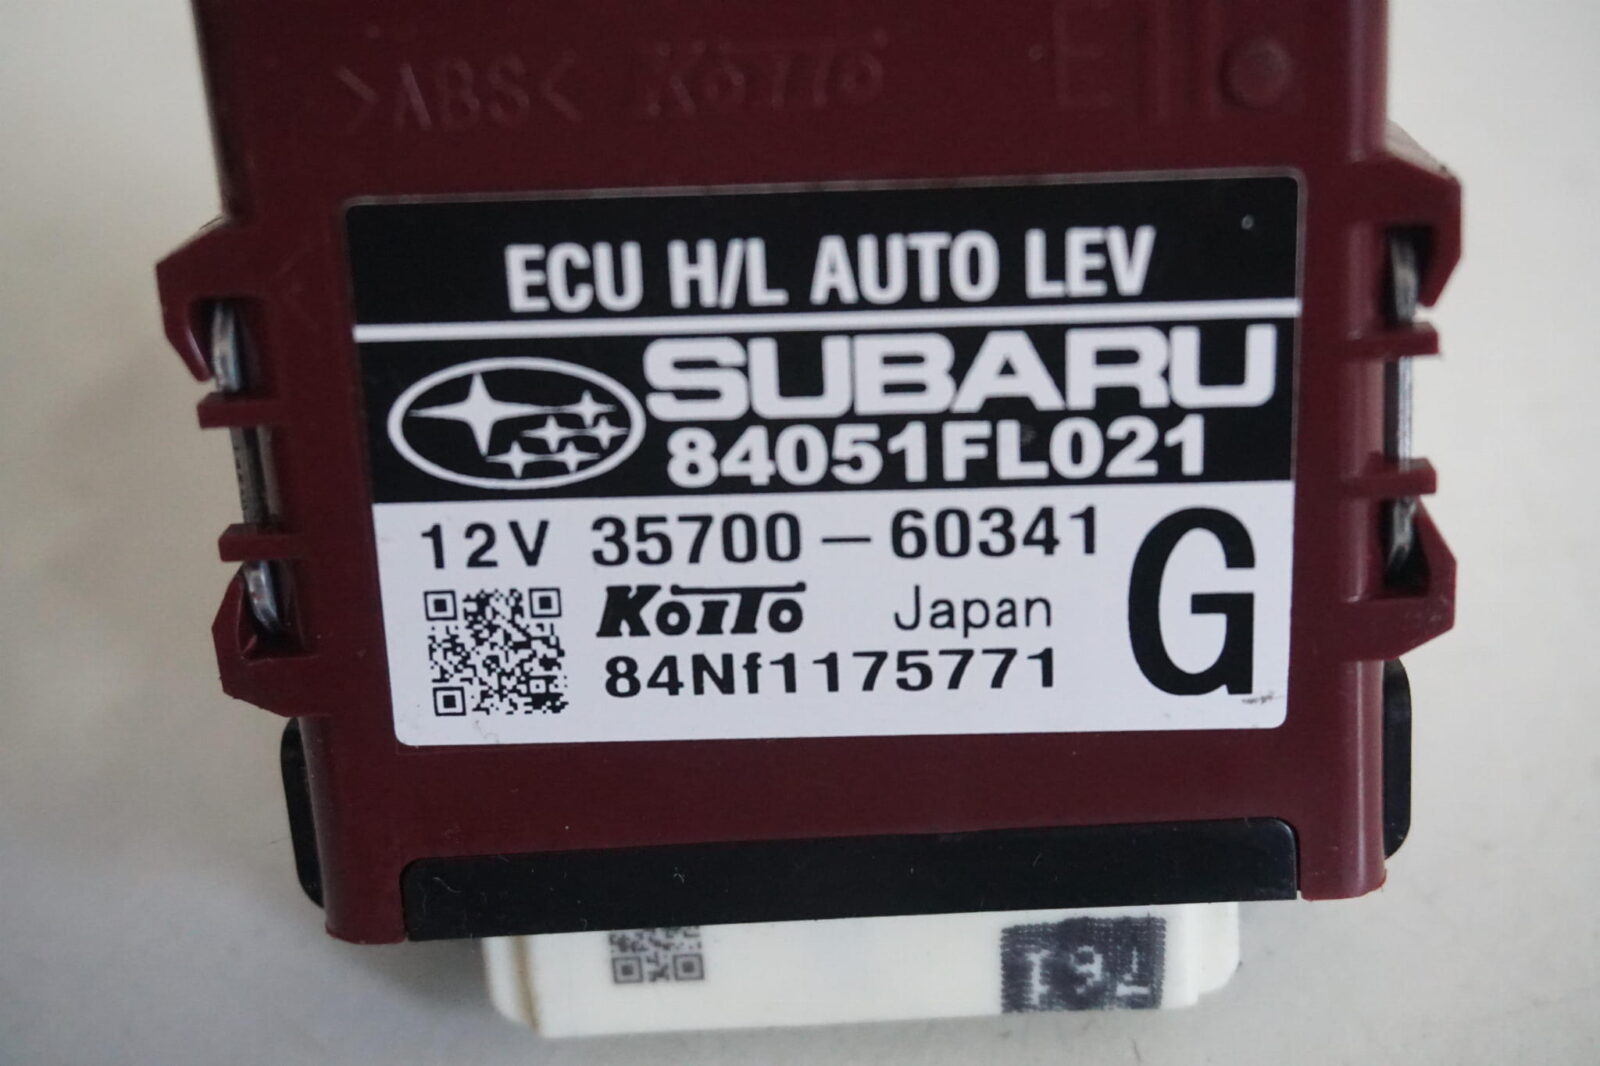 >ABS< KOITO E
ECU H/L AUTO LEV
SUBARU
84051FL021
12V 35700-60341
KOITO Japan
84Nf1175771
G